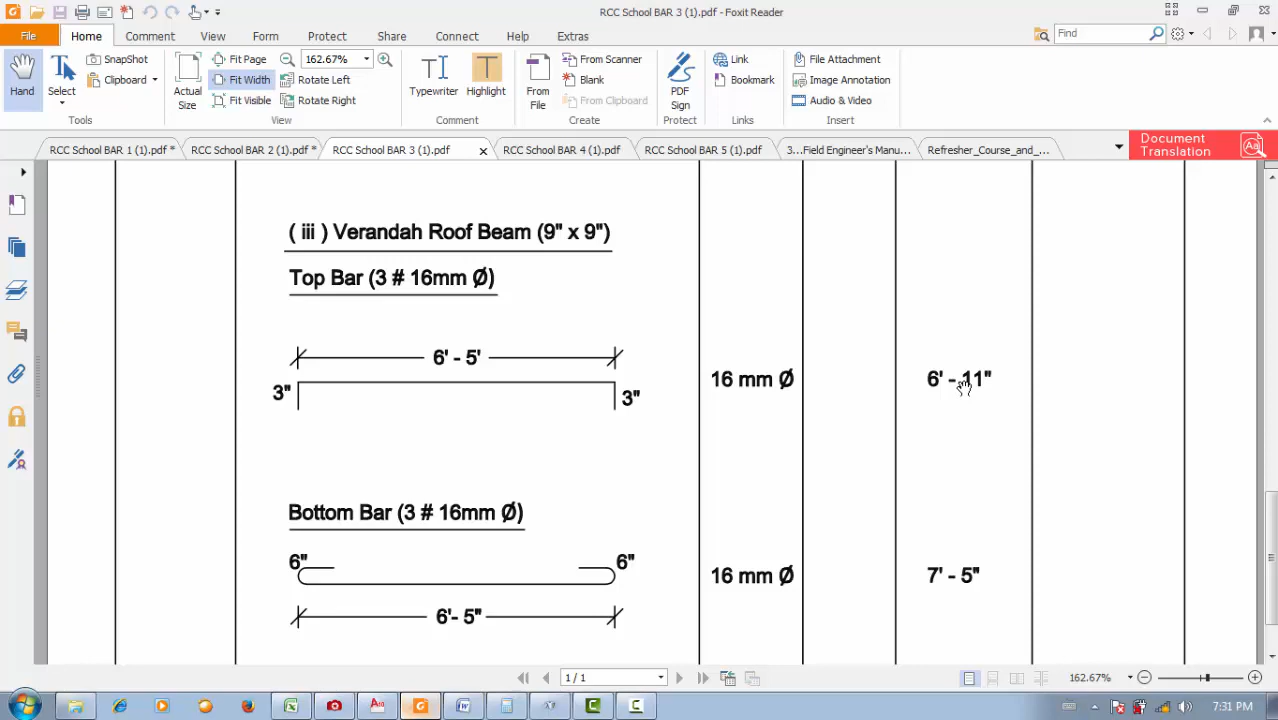 RCC School BAR 3 (1).pdf - Foxit Reader
File Home Comment View Form Protect Share Connect Help Extras
Find
Hand
Select
SnapShot
Clipboard
Tools
Actual Size
Fit Page
Fit Width
Fit Visible
162.67%
Rotate Left
Rotate Right
View
Typewriter
Highlight
Comment
From File
From Scanner
Blank
From Clipboard
Create
PDF Sign
Protect
Link
Bookmark
Links
File Attachment
Image Annotation
Audio & Video
Insert
RCC School BAR 1 (1).pdf *
RCC School BAR 2 (1).pdf *
RCC School BAR 3 (1).pdf
RCC School BAR 4 (1).pdf
RCC School BAR 5 (1).pdf
3...Field Engineer's Manu...
Refresher_Course_and_...
Document Translation
( iii ) Verandah Roof Beam (9" x 9")
Top Bar (3 # 16mm Ø)
6' - 5'
3"
3"
16 mm Ø
6' - 11"
Bottom Bar (3 # 16mm Ø)
6"
6"
6'- 5"
16 mm Ø
7' - 5"
1 / 1
162.67%
7:31 PM